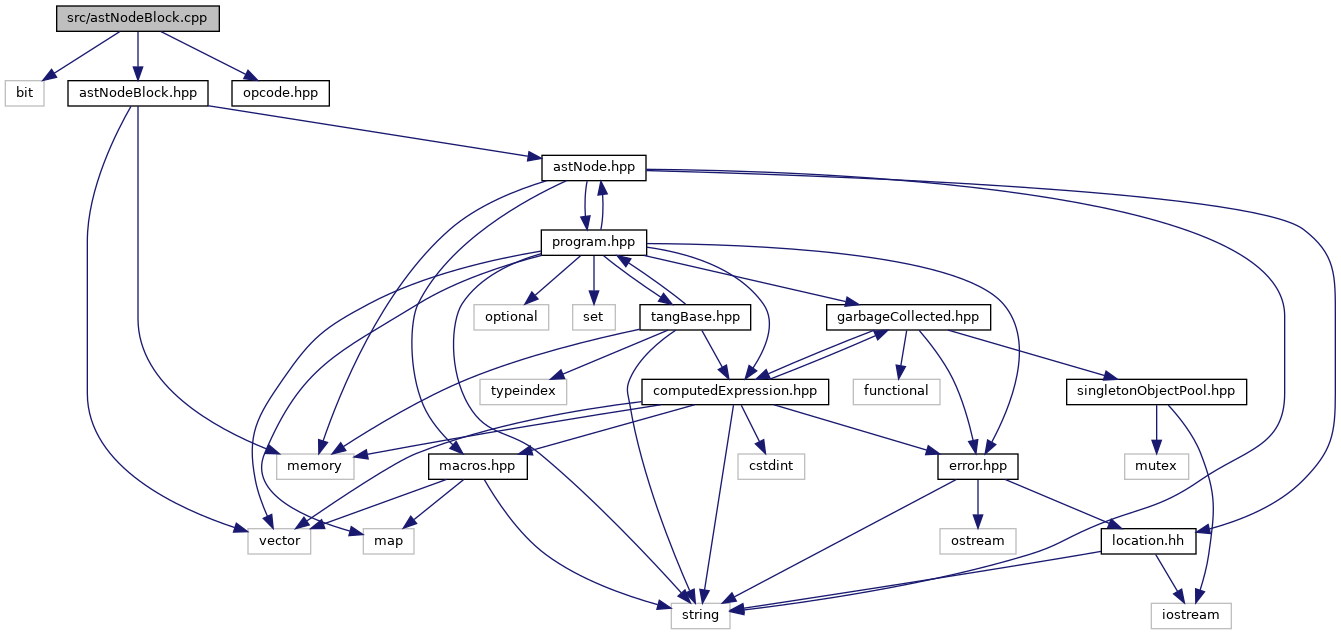 src/astNodeBlock.cpp
bit
astNodeBlock.hpp
opcode.hpp
astNode.hpp
program.hpp
optional
set
tangBase.hpp
garbageCollected.hpp
typeindex
computedExpression.hpp
functional
singletonObjectPool.hpp
memory
macros.hpp
cstdint
error.hpp
mutex
vector
map
ostream
location.hh
string
iostream